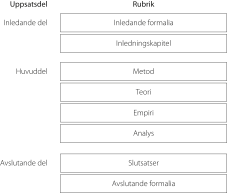 Uppsatsdel Rubrik
Inledande del Inledande formalia
Inledningskapitel
Huvuddel Metod
Teori
Empiri
Analys
Avslutande del Slutsatser
Avslutande formalia